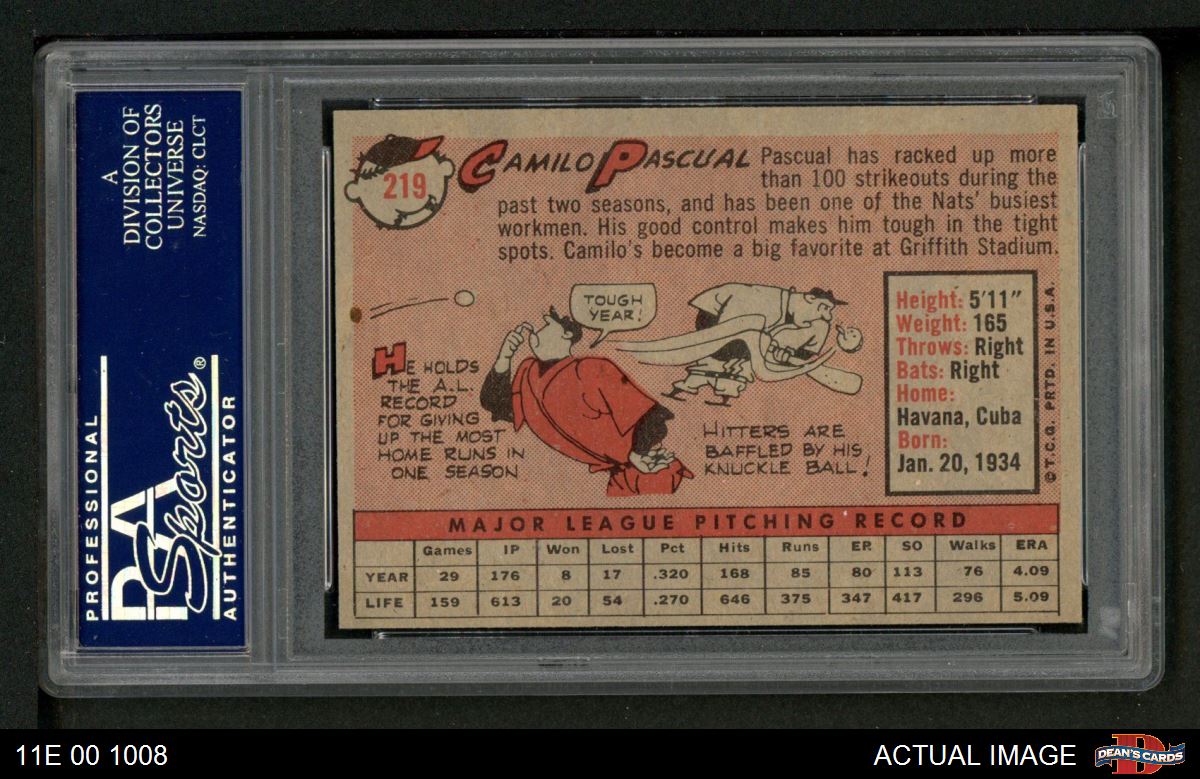 A
DIVISION OF
COLLECTORS
UNIVERSE
NASDAQ: CLCT
PROFESSIONAL
PSA
Sports®
AUTHENTICATOR
219
CAMILO PASCUAL
Pascual has racked up more
than 100 strikeouts during the
past two seasons, and has been one of the Nats' busiest
workmen. His good control makes him tough in the tight
spots. Camilo's become a big favorite at Griffith Stadium.
TOUGH
YEAR!
HE HOLDS
THE A.L.
RECORD
FOR GIVING
UP THE MOST
HOME RUNS IN
ONE SEASON
HITTERS ARE
BAFFLED BY HIS
KNUCKLE BALL!
Height: 5'11"
Weight: 165
Throws: Right
Bats: Right
Home:
Havana, Cuba
Born:
Jan. 20, 1934
© T.C.G. PRTD. IN U.S.A.
MAJOR LEAGUE PITCHING RECORD
Games IP Won Lost Pct Hits Runs ER SO Walks ERA
YEAR 29 176 8 17 .320 168 85 80 113 76 4.09
LIFE 159 613 20 54 .270 646 375 347 417 296 5.09
11E 00 1008
ACTUAL IMAGE
D
DEAN'S CARDS